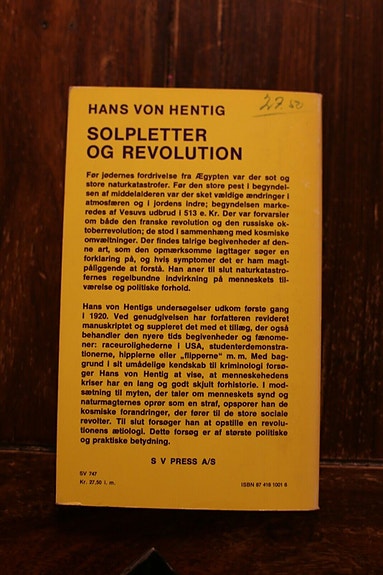 27 50
HANS VON HENTIG
SOLPLETTER
OG REVOLUTION
Før jødernes fordrivelse fra Ægypten var der sot og
store naturkatastrofer. Før den store pest i begyndel-
sen af middelalderen var der sket vældige ændringer i
atmosfæren og i jordens indre; begyndelsen marke-
redes af Vesuvs udbrud i 513 e. Kr. Der var forvarsler
om både den franske revolution og den russiske ok-
toberrevolution; de stod i sammenhæng med kosmiske
omvæltninger. Der findes talrige begivenheder af den-
ne art, som den opmærksomme iagttager søger en
forklaring på, og hvis symptomer det er ham magt-
påliggende at forstå. Han aner til slut naturkatastro-
fernes regelbundne indvirkning på menneskets til-
værelse og politiske forhold.
Hans von Hentigs undersøgelser udkom første gang
i 1920. Ved genudgivelsen har forfatteren revideret
manuskriptet og suppleret det med et tillæg, der også
behandler den nyere tids begivenheder og fænome-
ner: raceurolighederne i USA, studenterdemonstra-
tionerne, hippierne eller „flipperne" m. m. Med bag-
grund i sit umådelige kendskab til kriminologi forsø-
ger Hans von Hentig at vise, at menneskehedens
kriser har en lang og godt skjult forhistorie. I mod-
sætning til myten, der taler om menneskets synd og
naturmagternes oprør som en straf, opsporer han de
kosmiske forandringer, der fører til de store sociale
revolter. Til slut forsøger han at opstille en revolu-
tionens ætiologi. Dette forsøg er af største politiske
og praktiske betydning.
S V PRESS A/S
SV 747
Kr. 27,50 i. m.
ISBN 87 416 1001 6